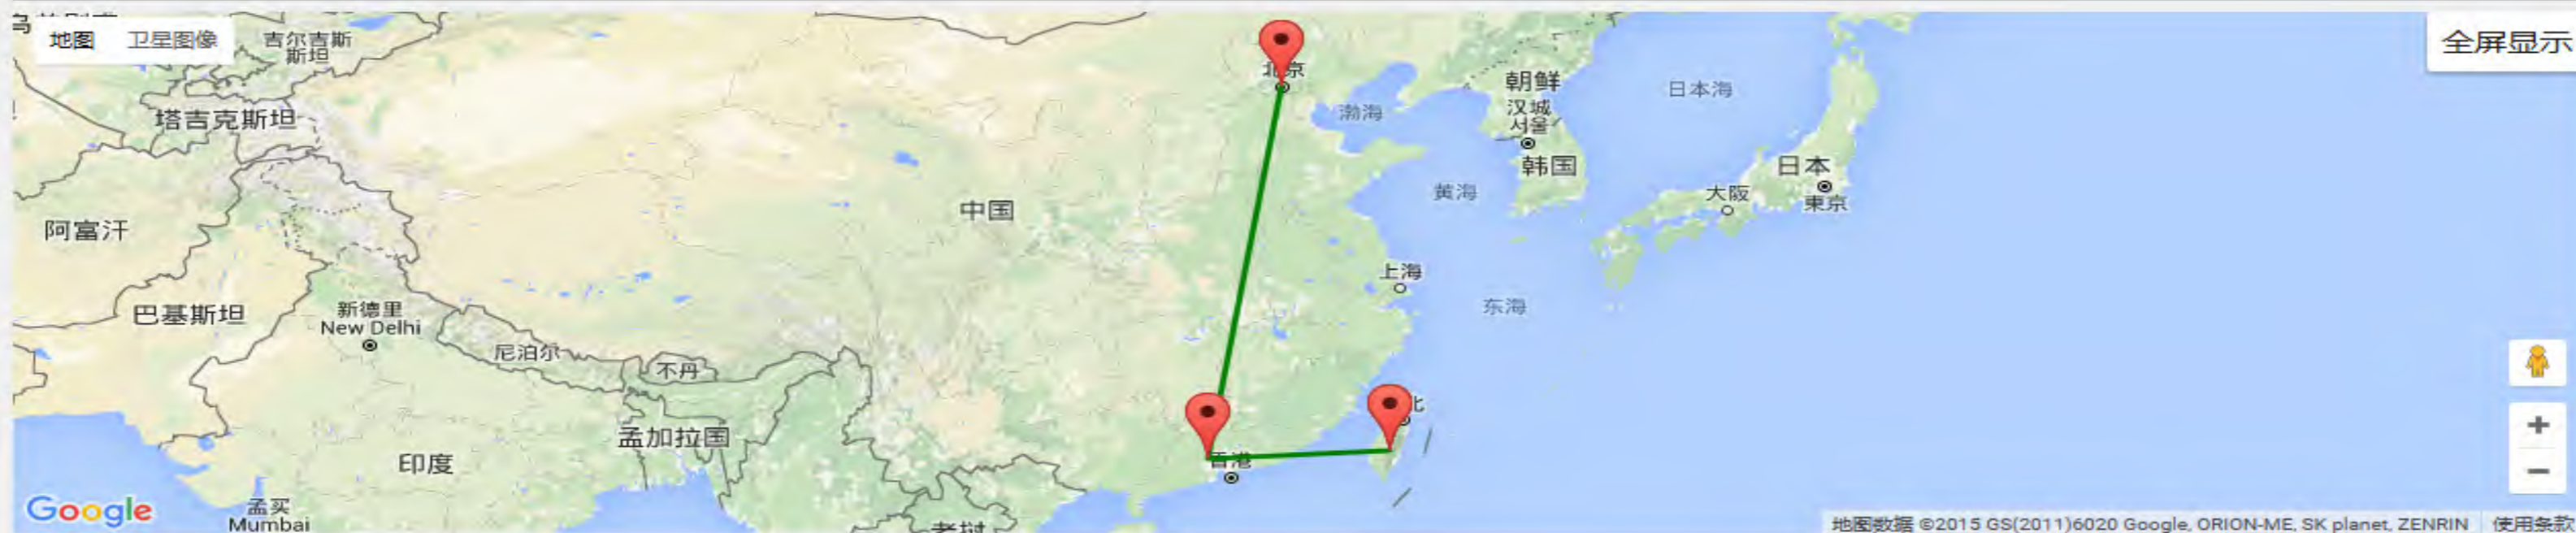 地图 卫星图像
吉尔吉斯
斯坦
全屏显示
北京
朝鲜
日本海
汉城
서울
渤海
塔吉克斯坦
韩国
日本
黄海
大阪
東京
中国
阿富汗
上海
东海
新德里
New Delhi
巴基斯坦
尼泊尔
不丹
北
孟加拉国
印度
香港
+
−
Google
孟买
Mumbai
老挝
地图数据 ©2015 GS(2011)6020 Google, ORION-ME, SK planet, ZENRIN 使用条款